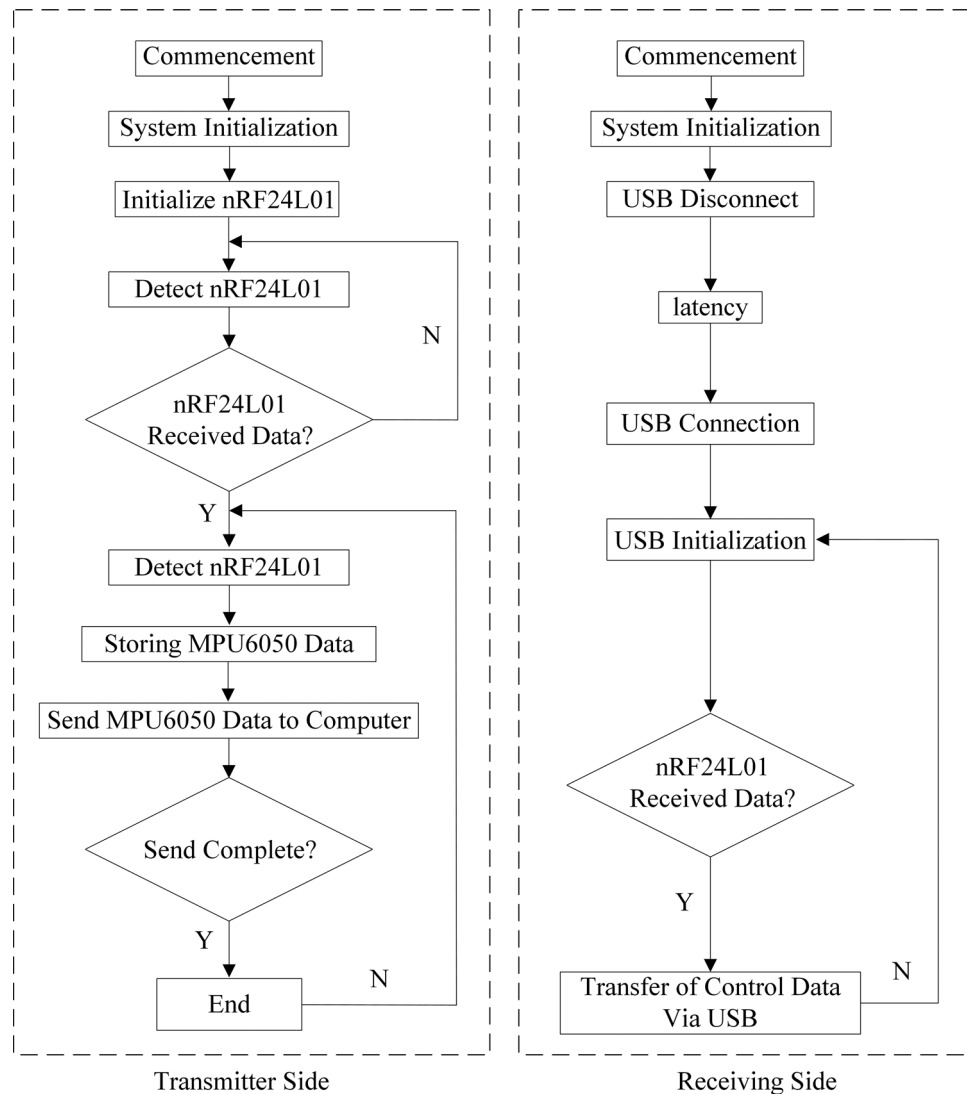 Commencement
System Initialization
Initialize nRF24L01
Detect nRF24L01
N
nRF24L01
Received Data?
Y
Detect nRF24L01
Storing MPU6050 Data
Send MPU6050 Data to Computer
Send Complete?
Y
N
End
Transmitter Side
Commencement
System Initialization
USB Disconnect
latency
USB Connection
USB Initialization
nRF24L01
Received Data?
Y
N
Transfer of Control Data
Via USB
Receiving Side